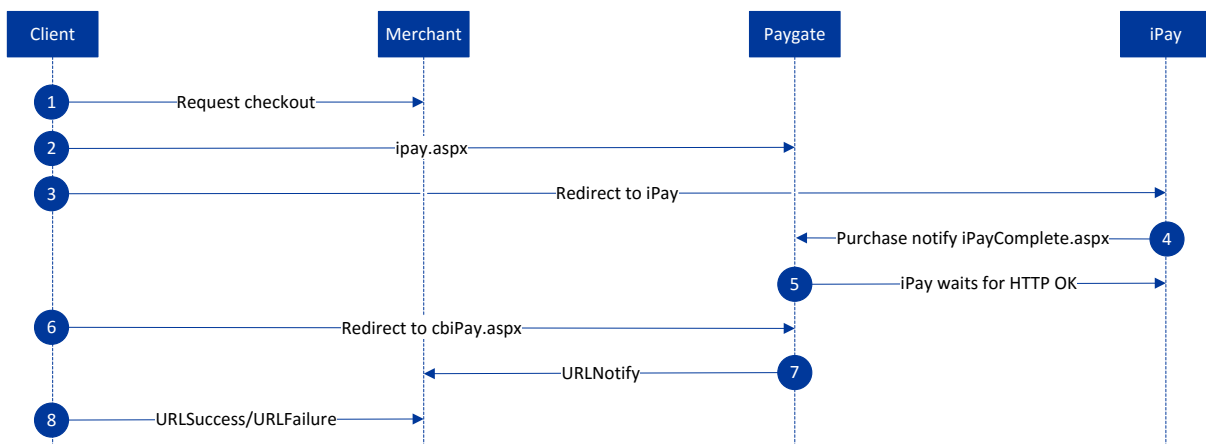 Client
Merchant
Paygate
iPay
1
Request checkout
2
ipay.aspx
3
Redirect to iPay
Purchase notify iPayComplete.aspx
4
5
iPay waits for HTTP OK
6
Redirect to cbiPay.aspx
URLNotify
7
8
URLSuccess/URLFailure